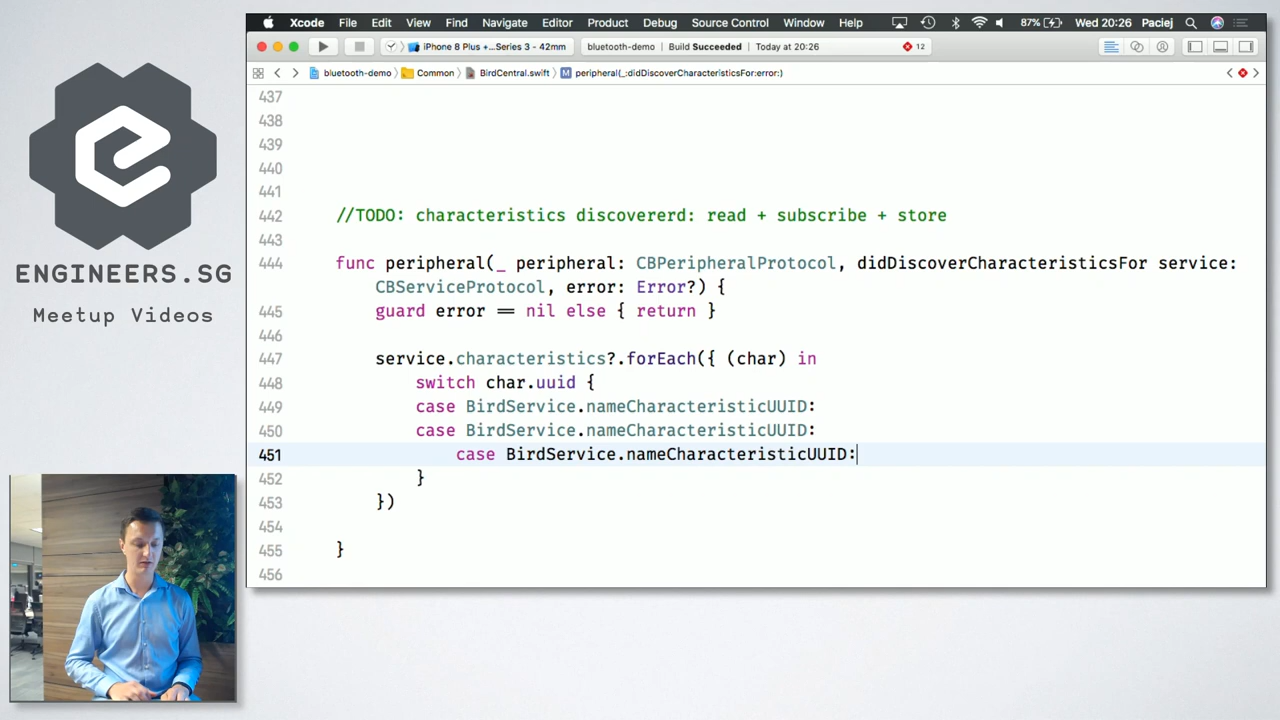 Xcode File Edit View Find Navigate Editor Product Debug Source Control Window Help 87% Wed 20:26 Paciej
iPhone 8 Plus +...Series 3 - 42mm bluetooth-demo | Build Succeeded | Today at 20:26 12
bluetooth-demo Common BirdCentral.swift M peripheral(_:didDiscoverCharacteristicsFor:error:)
437
438
439
440
441
442 //TODO: characteristics discovererd: read + subscribe + store
443
444 func peripheral(_ peripheral: CBPeripheralProtocol, didDiscoverCharacteristicsFor service:
CBServiceProtocol, error: Error?) {
445 guard error == nil else { return }
446
447 service.characteristics?.forEach({ (char) in
448 switch char.uuid {
449 case BirdService.nameCharacteristicUUID:
450 case BirdService.nameCharacteristicUUID:
451 case BirdService.nameCharacteristicUUID:
452 }
453 })
454
455 }
456
ENGINEERS.SG
Meetup Videos